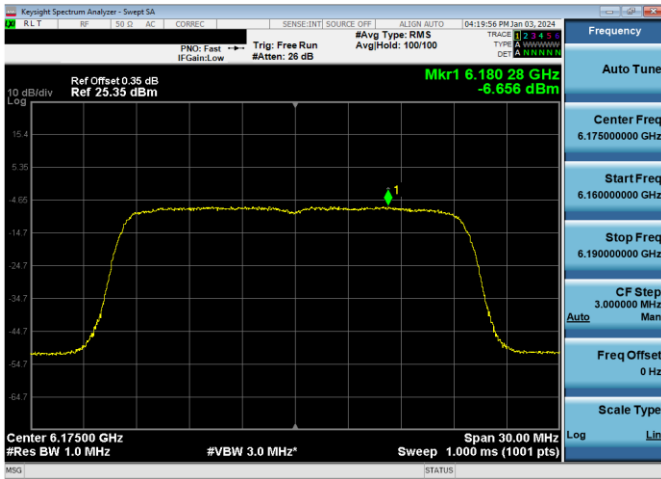 Keysight Spectrum Analyzer - Swept SA
RLT RF 50 Ω AC CORREC SENSE:INT SOURCE OFF ALIGN AUTO 04:19:56 PM Jan 03, 2024
#Avg Type: RMS TRACE 1 2 3 4 5 6 Frequency
PNO: Fast Trig: Free Run Avg|Hold: 100/100 TYPE A WWWWW
IFGain:Low #Atten: 26 dB DET A N N N N N
Auto Tune
Mkr1 6.180 28 GHz
Ref Offset 0.35 dB
10 dB/div Ref 25.35 dBm -6.656 dBm
Log
Center Freq
6.175000000 GHz
15.4
Start Freq
6.160000000 GHz
5.35
1
-4.65
-14.7
Stop Freq
6.190000000 GHz
-24.7
CF Step
3.000000 MHz
Auto Man
-34.7
-44.7
Freq Offset
0 Hz
-54.7
-64.7
Scale Type
Log Lin
Center 6.17500 GHz Span 30.00 MHz
#Res BW 1.0 MHz #VBW 3.0 MHz* Sweep 1.000 ms (1001 pts)
MSG STATUS